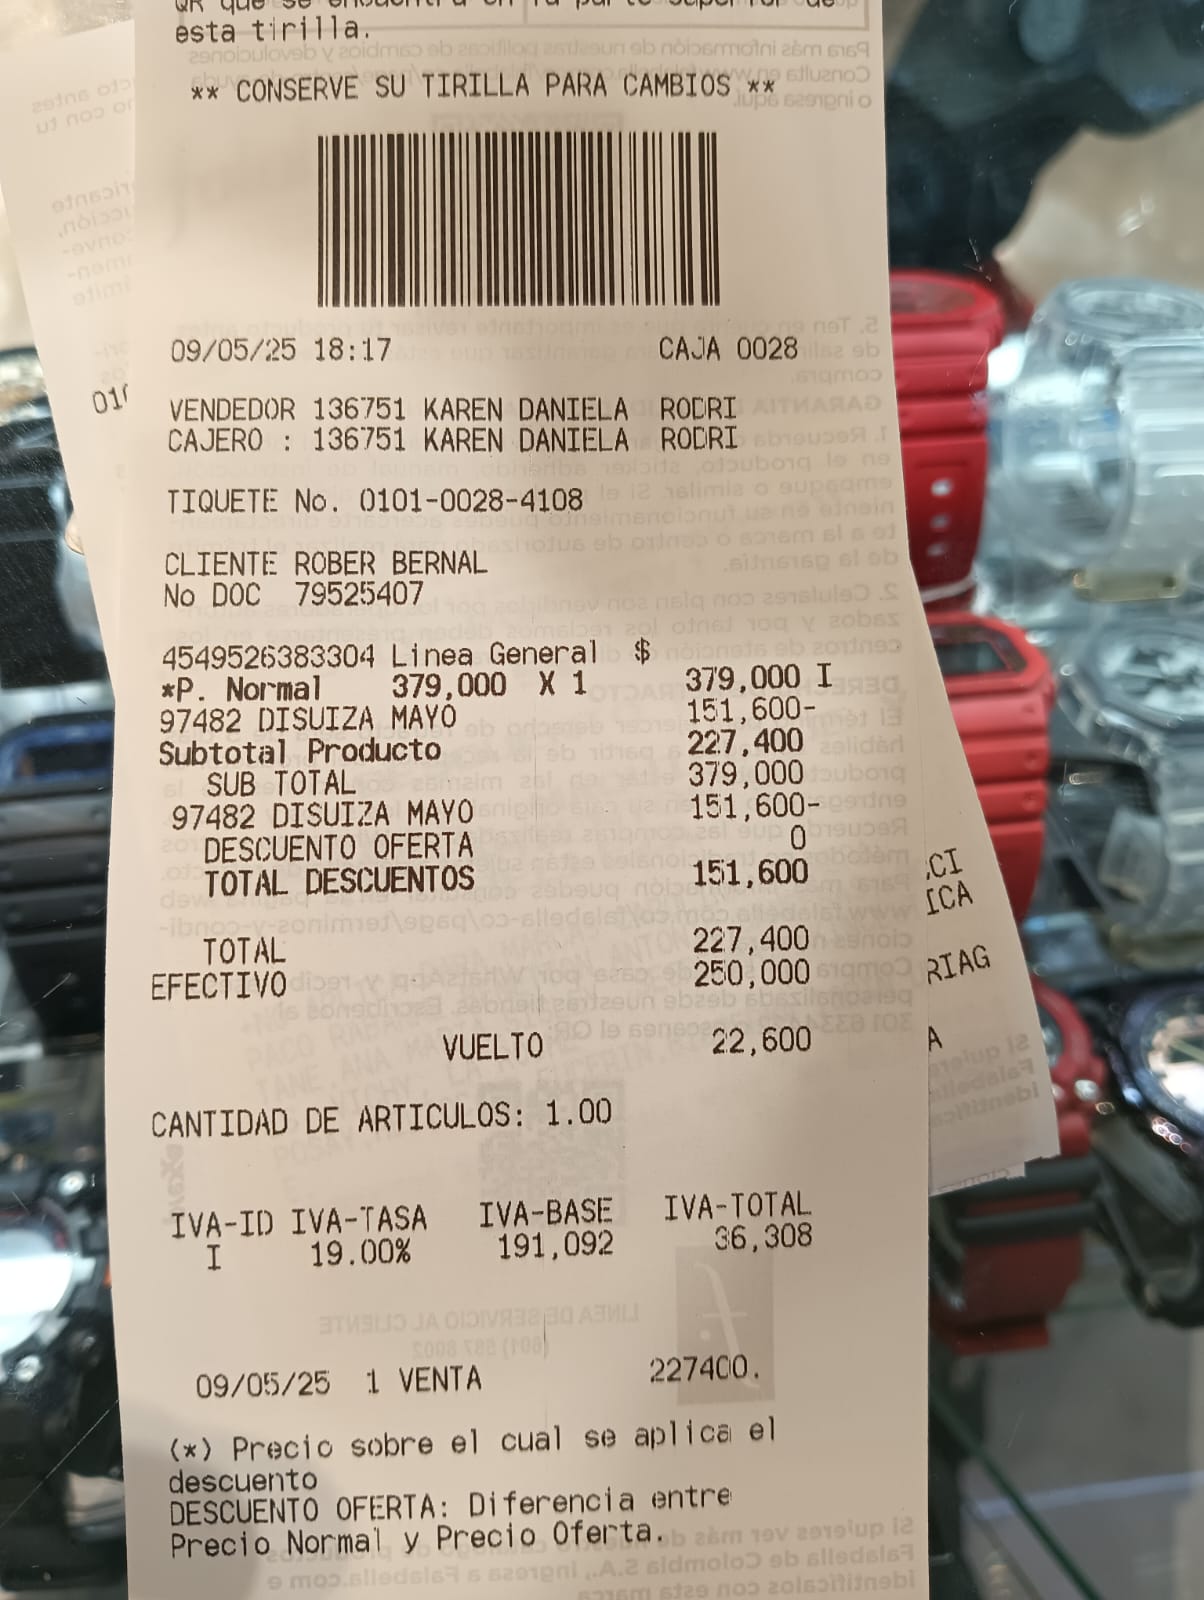 esta tirilla.
** CONSERVE SU TIRILLA PARA CAMBIOS **
09/05/25 18:17 CAJA 0028
VENDEDOR 136751 KAREN DANIELA RODRI
CAJERO : 136751 KAREN DANIELA RODRI
TIQUETE No. 0101-0028-4108
CLIENTE ROBER BERNAL
No DOC 79525407
4549526383304 Linea General $
*P. Normal 379,000 X 1 379,000 I
97482 DISUIZA MAYO 151,600-
Subtotal Producto 227,400
SUB TOTAL 379,000
97482 DISUIZA MAYO 151,600-
DESCUENTO OFERTA 0
TOTAL DESCUENTOS 151,600
TOTAL 227,400
EFECTIVO 250,000
VUELTO 22,600
CANTIDAD DE ARTICULOS: 1.00
IVA-ID IVA-TASA IVA-BASE IVA-TOTAL
I 19.00% 191,092 36,308
09/05/25 1 VENTA 227400.
(*) Precio sobre el cual se aplica el
descuento
DESCUENTO OFERTA: Diferencia entre
Precio Normal y Precio Oferta.